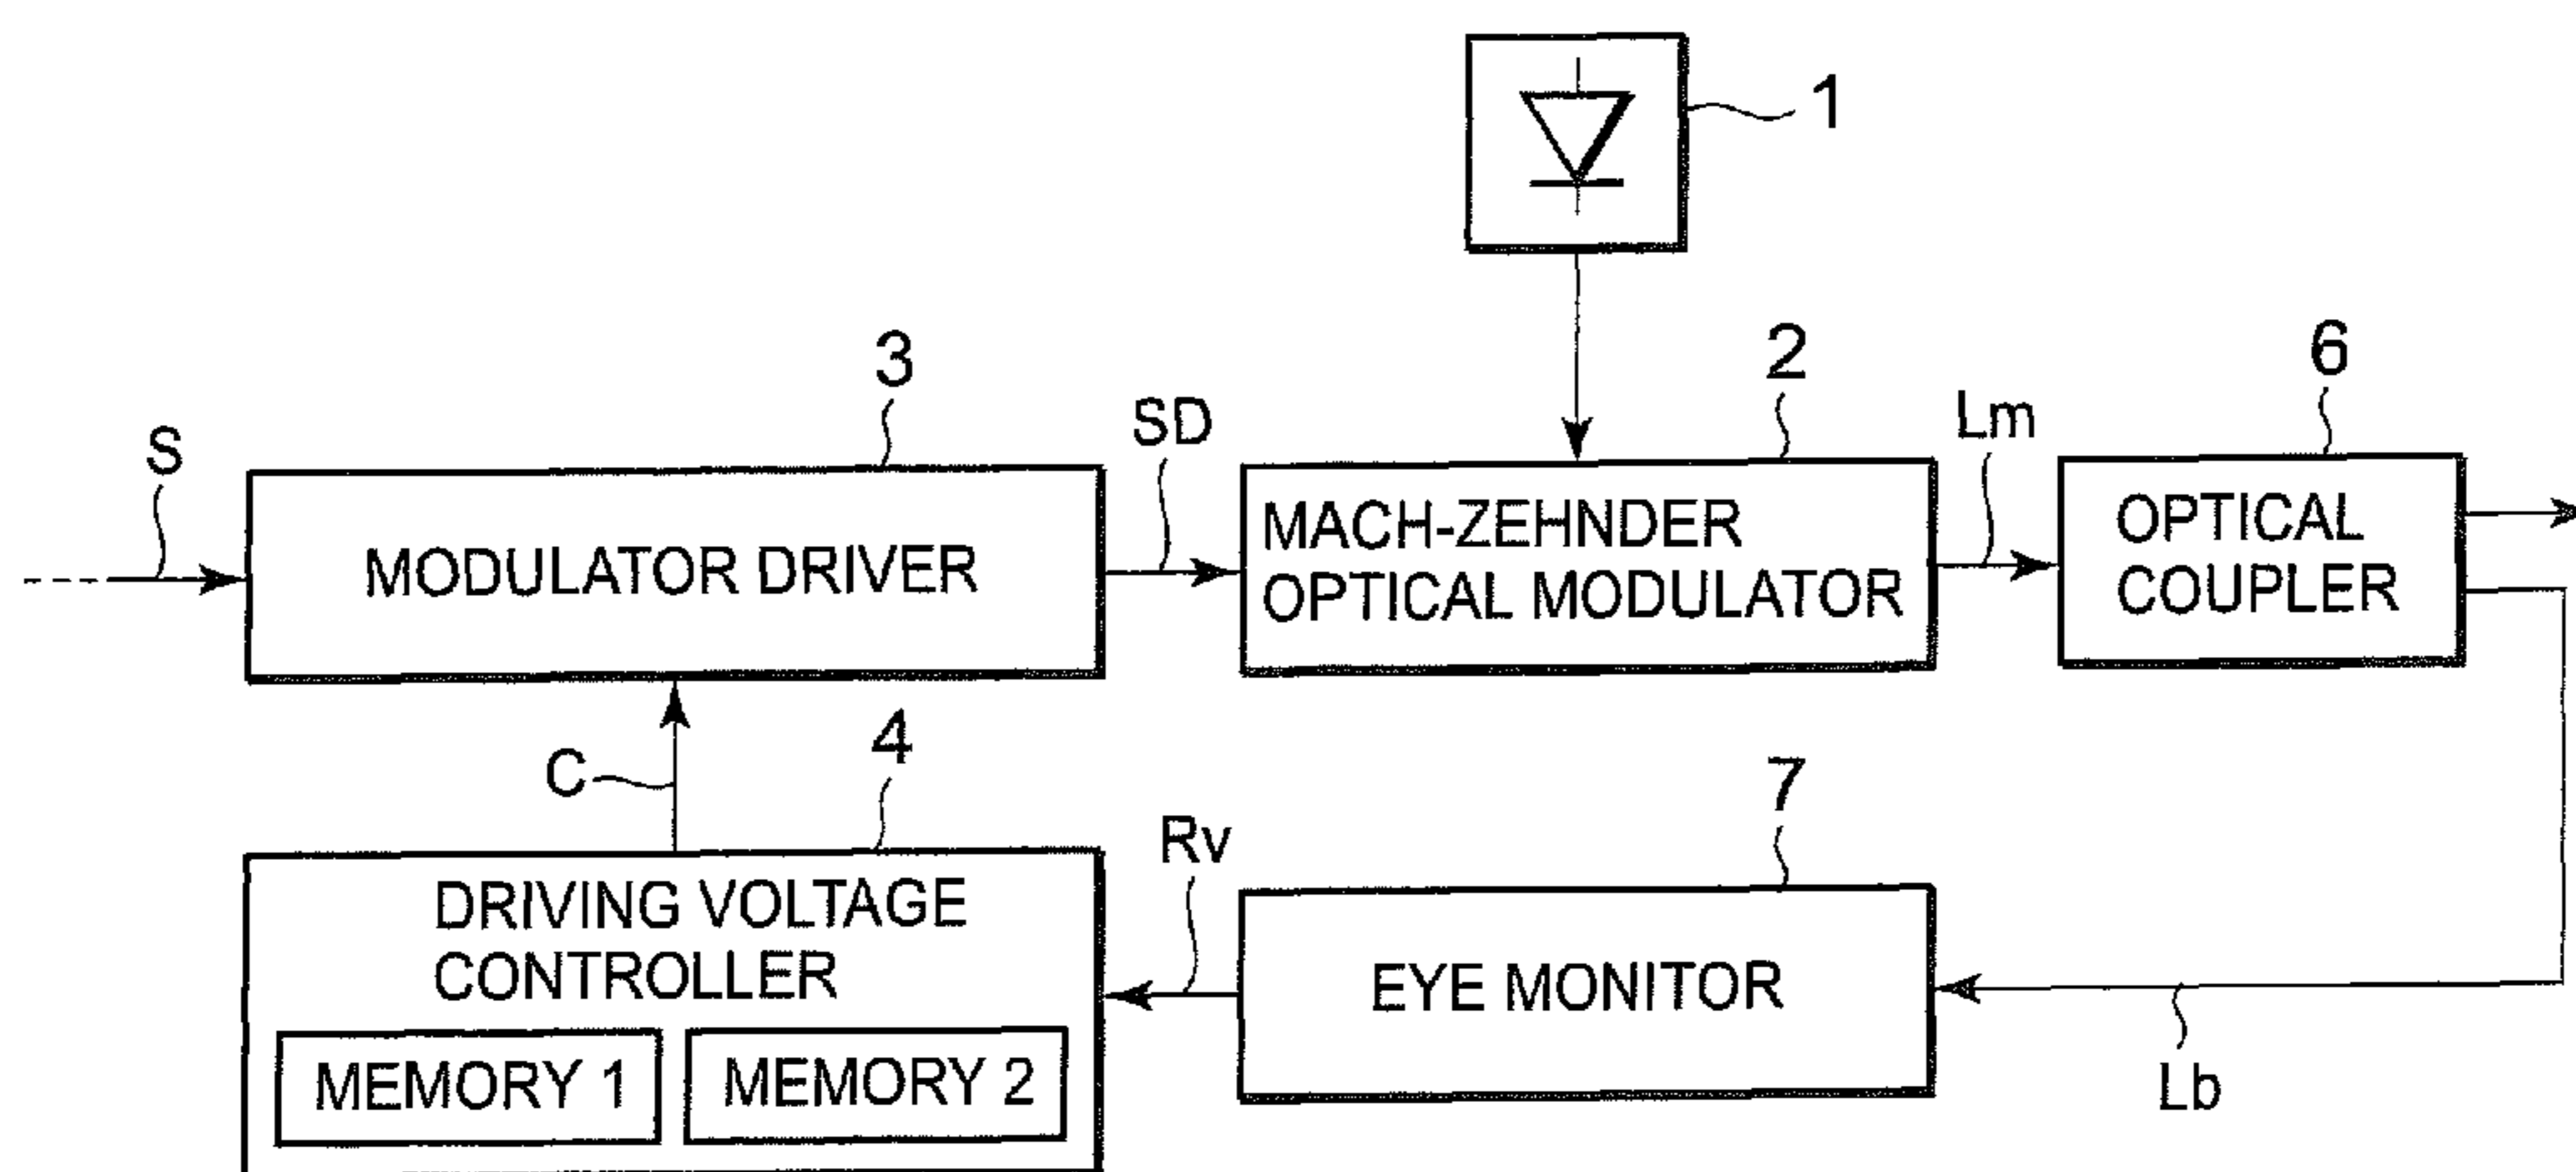 1
3
SD
2
Lm
6
S
MODULATOR DRIVER
MACH-ZEHNDER
OPTICAL MODULATOR
OPTICAL
COUPLER
C
4
Rv
7
DRIVING VOLTAGE
CONTROLLER
EYE MONITOR
MEMORY 1
MEMORY 2
Lb